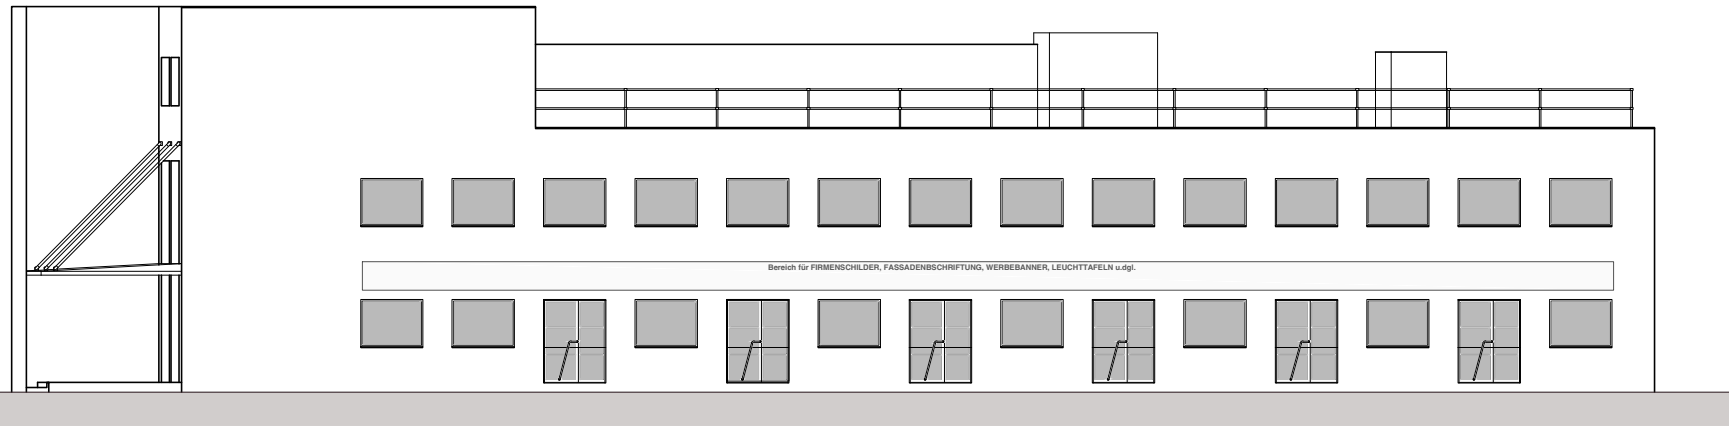 Bereich für FIRMENSCHILDER, FASSADENBSCHRIFTUNG, WERBEBANNER, LEUCHTTAFELN u.dgl.